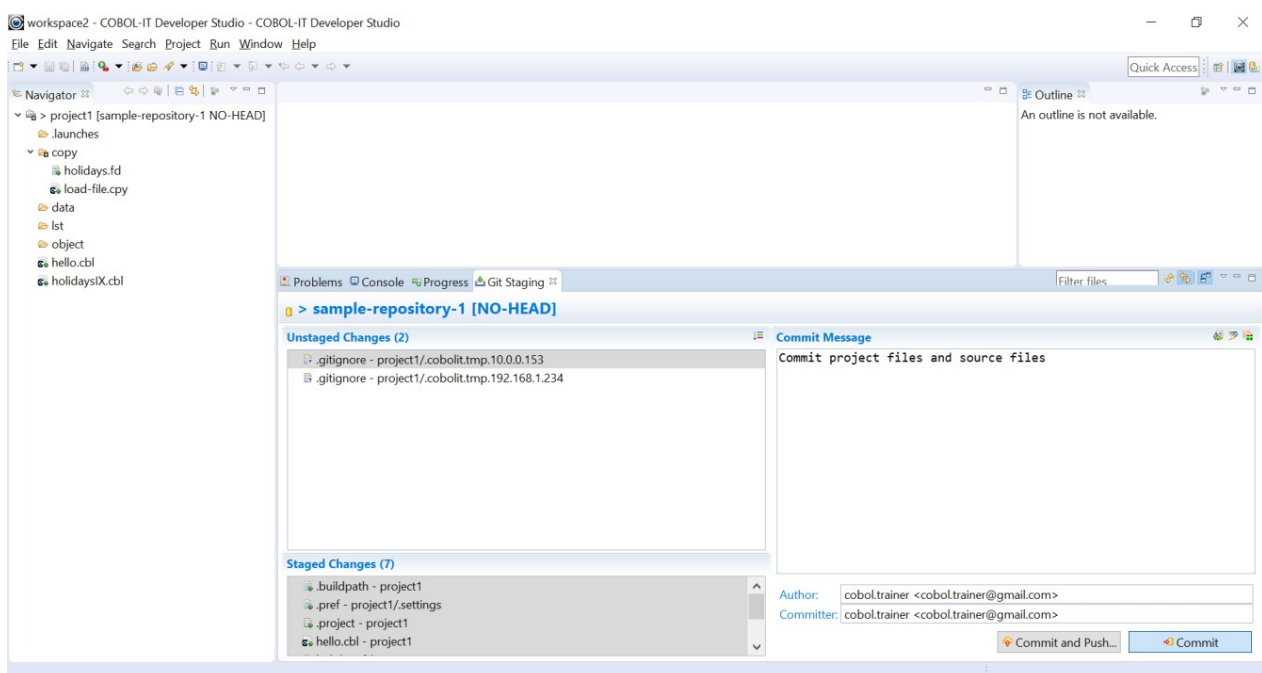 workspace2 - COBOL-IT Developer Studio - COBOL-IT Developer Studio
File Edit Navigate Search Project Run Window Help
Quick Access
Navigator
> project1 [sample-repository-1 NO-HEAD]
.launches
copy
holidays.fd
load-file.cpy
data
lst
object
hello.cbl
holidaysIX.cbl
Outline
An outline is not available.
Problems Console Progress Git Staging
Filter files
> sample-repository-1 [NO-HEAD]
Unstaged Changes (2)
.gitignore - project1/.cobolit.tmp.10.0.0.153
.gitignore - project1/.cobolit.tmp.192.168.1.234
Staged Changes (7)
.buildpath - project1
.pref - project1/.settings
.project - project1
hello.cbl - project1
Commit Message
Commit project files and source files
Author: cobol.trainer <cobol.trainer@gmail.com>
Committer: cobol.trainer <cobol.trainer@gmail.com>
Commit and Push...
Commit